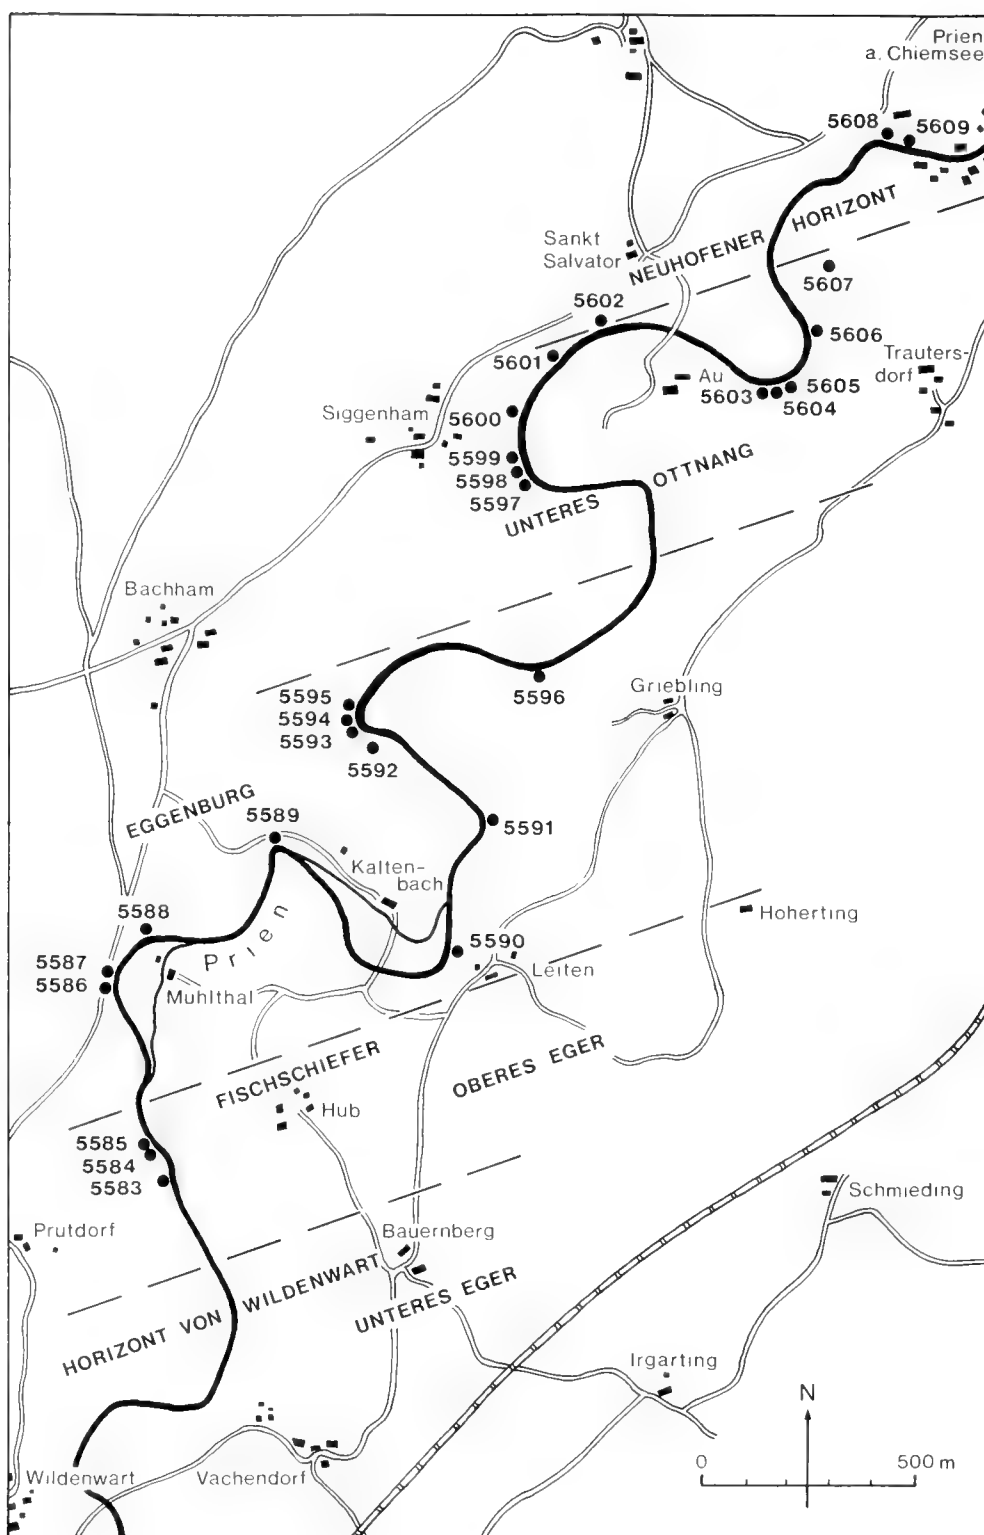 Prien
a. Chiemsee
5608
5609
NEUHOFENER HORIZONT
Sankt
Salvator
5607
5602
5606
5601
Trauters-
dorf
Au
5605
5603
5604
Siggenham
5600
5599
5598
5597
UNTERES OTTNANG
Bachham
5595
5594
5593
5592
5596
Griebling
EGGENBURG
5589
5591
Kalten-
bach
5588
Prien
Hoherting
5590
5587
5586
Leiten
Muhlthal
FISCHSCHIEFER
OBERES EGER
Hub
5585
5584
5583
Schmieding
Prutdorf
Bauernberg
HORIZONT VON WILDENWART
UNTERES EGER
Irgarting
N
0 500 m
Wildenwart
Vachendorf